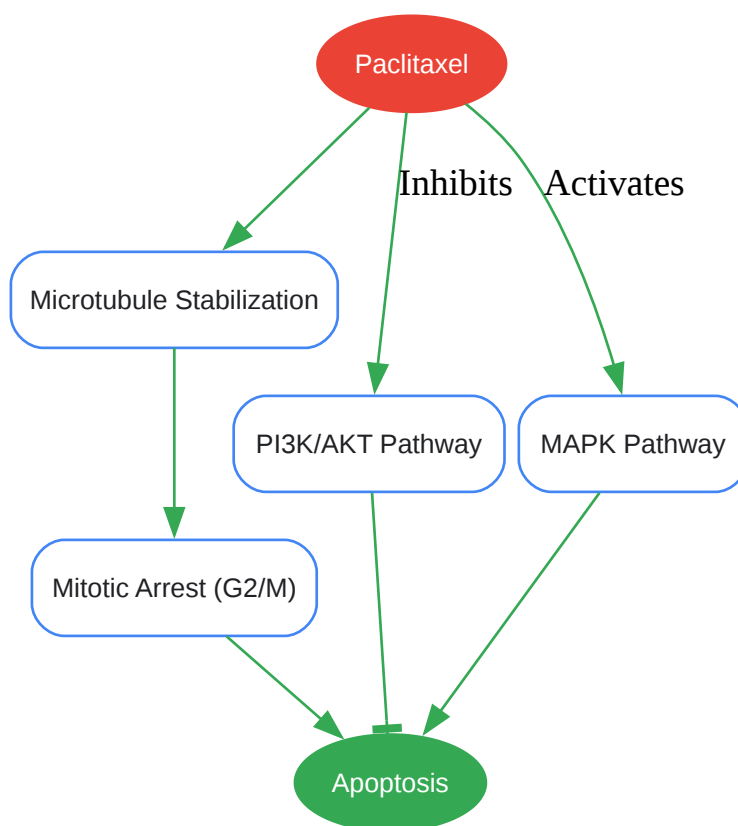 Paclitaxel
Inhibits
Activates
Microtubule Stabilization
PI3K/AKT Pathway
MAPK Pathway
Mitotic Arrest (G2/M)
Apoptosis